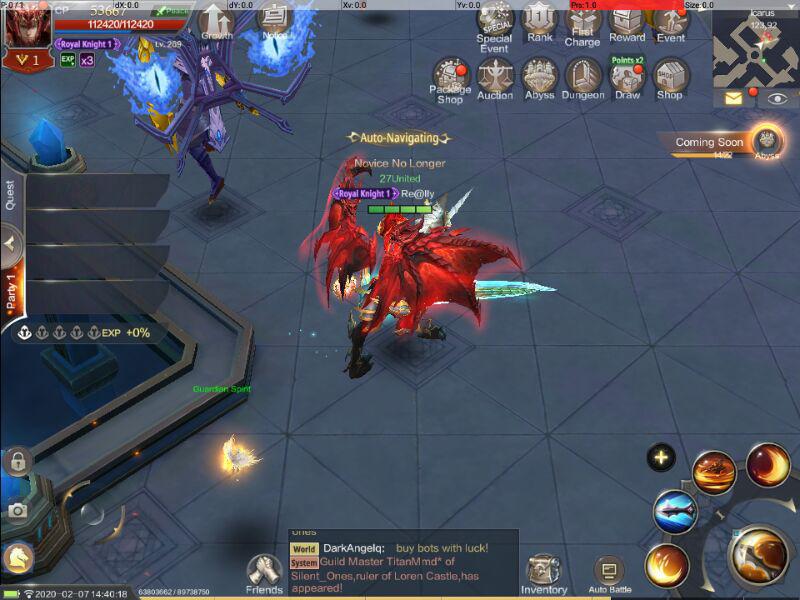 P:0 / 1 dX:0.0 dY:0.0 Xv:0.0 Yv:0.0 Prs:1.0 Size:0.0
CP 53667 Peace
112420/112420
Royal Knight 1 Lv.269
V 1 EXP x3
Growth
Notice
Special Event
Rank
First Charge
Reward
Event
Icarus
123,92
Package Shop
Auction
Abyss
Dungeon
Points x2
Draw
Shop
Coming Soon
Abyss
Auto-Navigating
Novice No Longer
27United
Royal Knight 1 Re@lly
Quest
Party 1
EXP +0%
Guardian Spirit
World DarkAngelq: buy bots with luck!
System Guild Master TitanMmd* of
Silent_Ones,ruler of Loren Castle,has
appeared!
Friends
Inventory
Auto Battle
2020-02-07 14:40:18 63803662 / 89738750